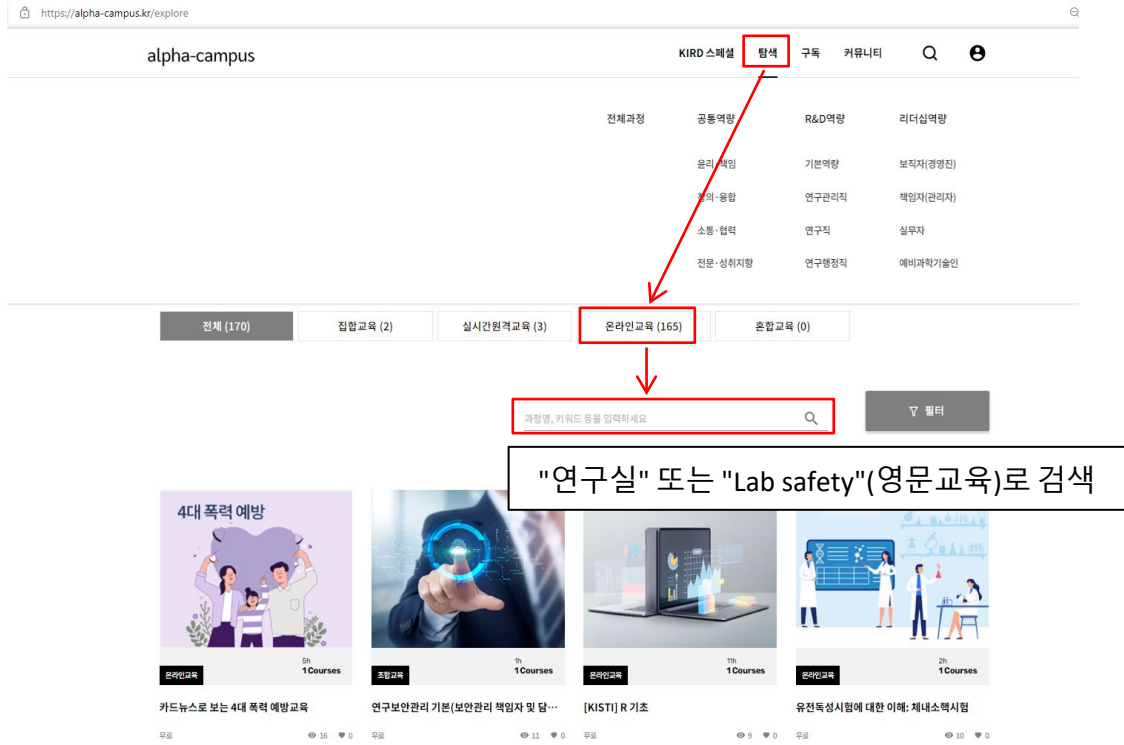 https://alpha-campus.kr/explore
alpha-campus
KIRD 스페셜 탐색 구독 커뮤니티
전체과정 공통역량 R&D역량 리더십역량
윤리·책임 기본역량 보직자(경영진)
창의·융합 연구관리직 책임자(관리자)
소통·협력 연구직 실무자
전문·성취지향 연구행정직 예비과학기술인
전체 (170) 집합교육 (2) 실시간원격교육 (3) 온라인교육 (165) 혼합교육 (0)
과정명, 키워드 등을 입력하세요 필터
"연구실" 또는 "Lab safety"(영문교육)로 검색
4대 폭력 예방
5h 1h 11h 2h
온라인교육 1 Courses 조합교육 1 Courses 온라인교육 1 Courses 온라인교육 1 Courses
카드뉴스로 보는 4대 폭력 예방교육 연구보안관리 기본(보안관리 책임자 및 담… [KISTI] R 기초 유전독성시험에 대한 이해: 체내소핵시험
무료 16 0 무료 11 0 무료 9 0 무료 10 0